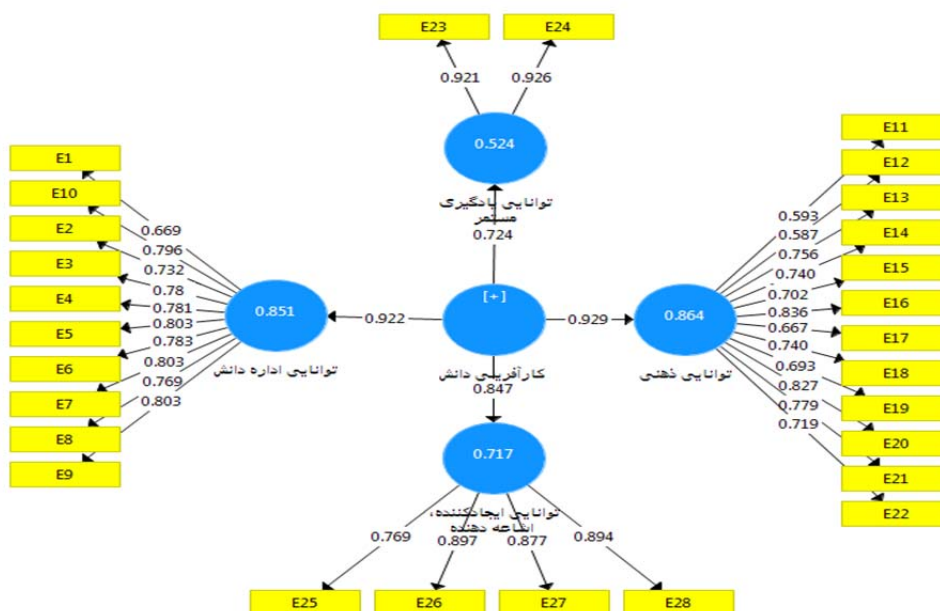 E23
E24
0.921
0.926
0.524
توانایی یادگیری
مستمر
0.724
E1
E10
E2
E3
E4
E5
E6
E7
E8
E9
0.669
0.796
0.732
0.78
0.781
0.803
0.783
0.803
0.769
0.803
0.851
توانایی اداره دانش
0.922
[+]
کارآفرینی دانش
0.929
0.864
توانایی ذهنی
0.593
0.587
0.756
0.740
0.702
0.836
0.667
0.740
0.693
0.827
0.779
0.719
E11
E12
E13
E14
E15
E16
E17
E18
E19
E20
E21
E22
0.847
0.717
توانایی ایجادکننده،
اشاعه دهنده
0.769
0.897
0.877
0.894
E25
E26
E27
E28